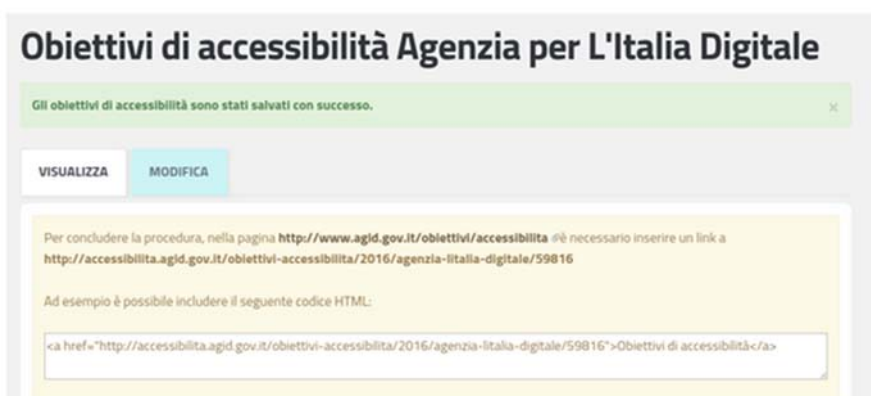 Obiettivi di accessibilità Agenzia per L'Italia Digitale
Gli obiettivi di accessibilità sono stati salvati con successo.
×
VISUALIZZA MODIFICA
Per concludere la procedura, nella pagina http://www.agid.gov.it/obiettivi/accessibilita è necessario inserire un link a
http://accessibilita.agid.gov.it/obiettivi-accessibilita/2016/agenzia-litalia-digitale/59816
Ad esempio è possibile includere il seguente codice HTML:
<a href="http://accessibilita.agid.gov.it/obiettivi-accessibilita/2016/agenzia-litalia-digitale/59816">Obiettivi di accessibilità</a>